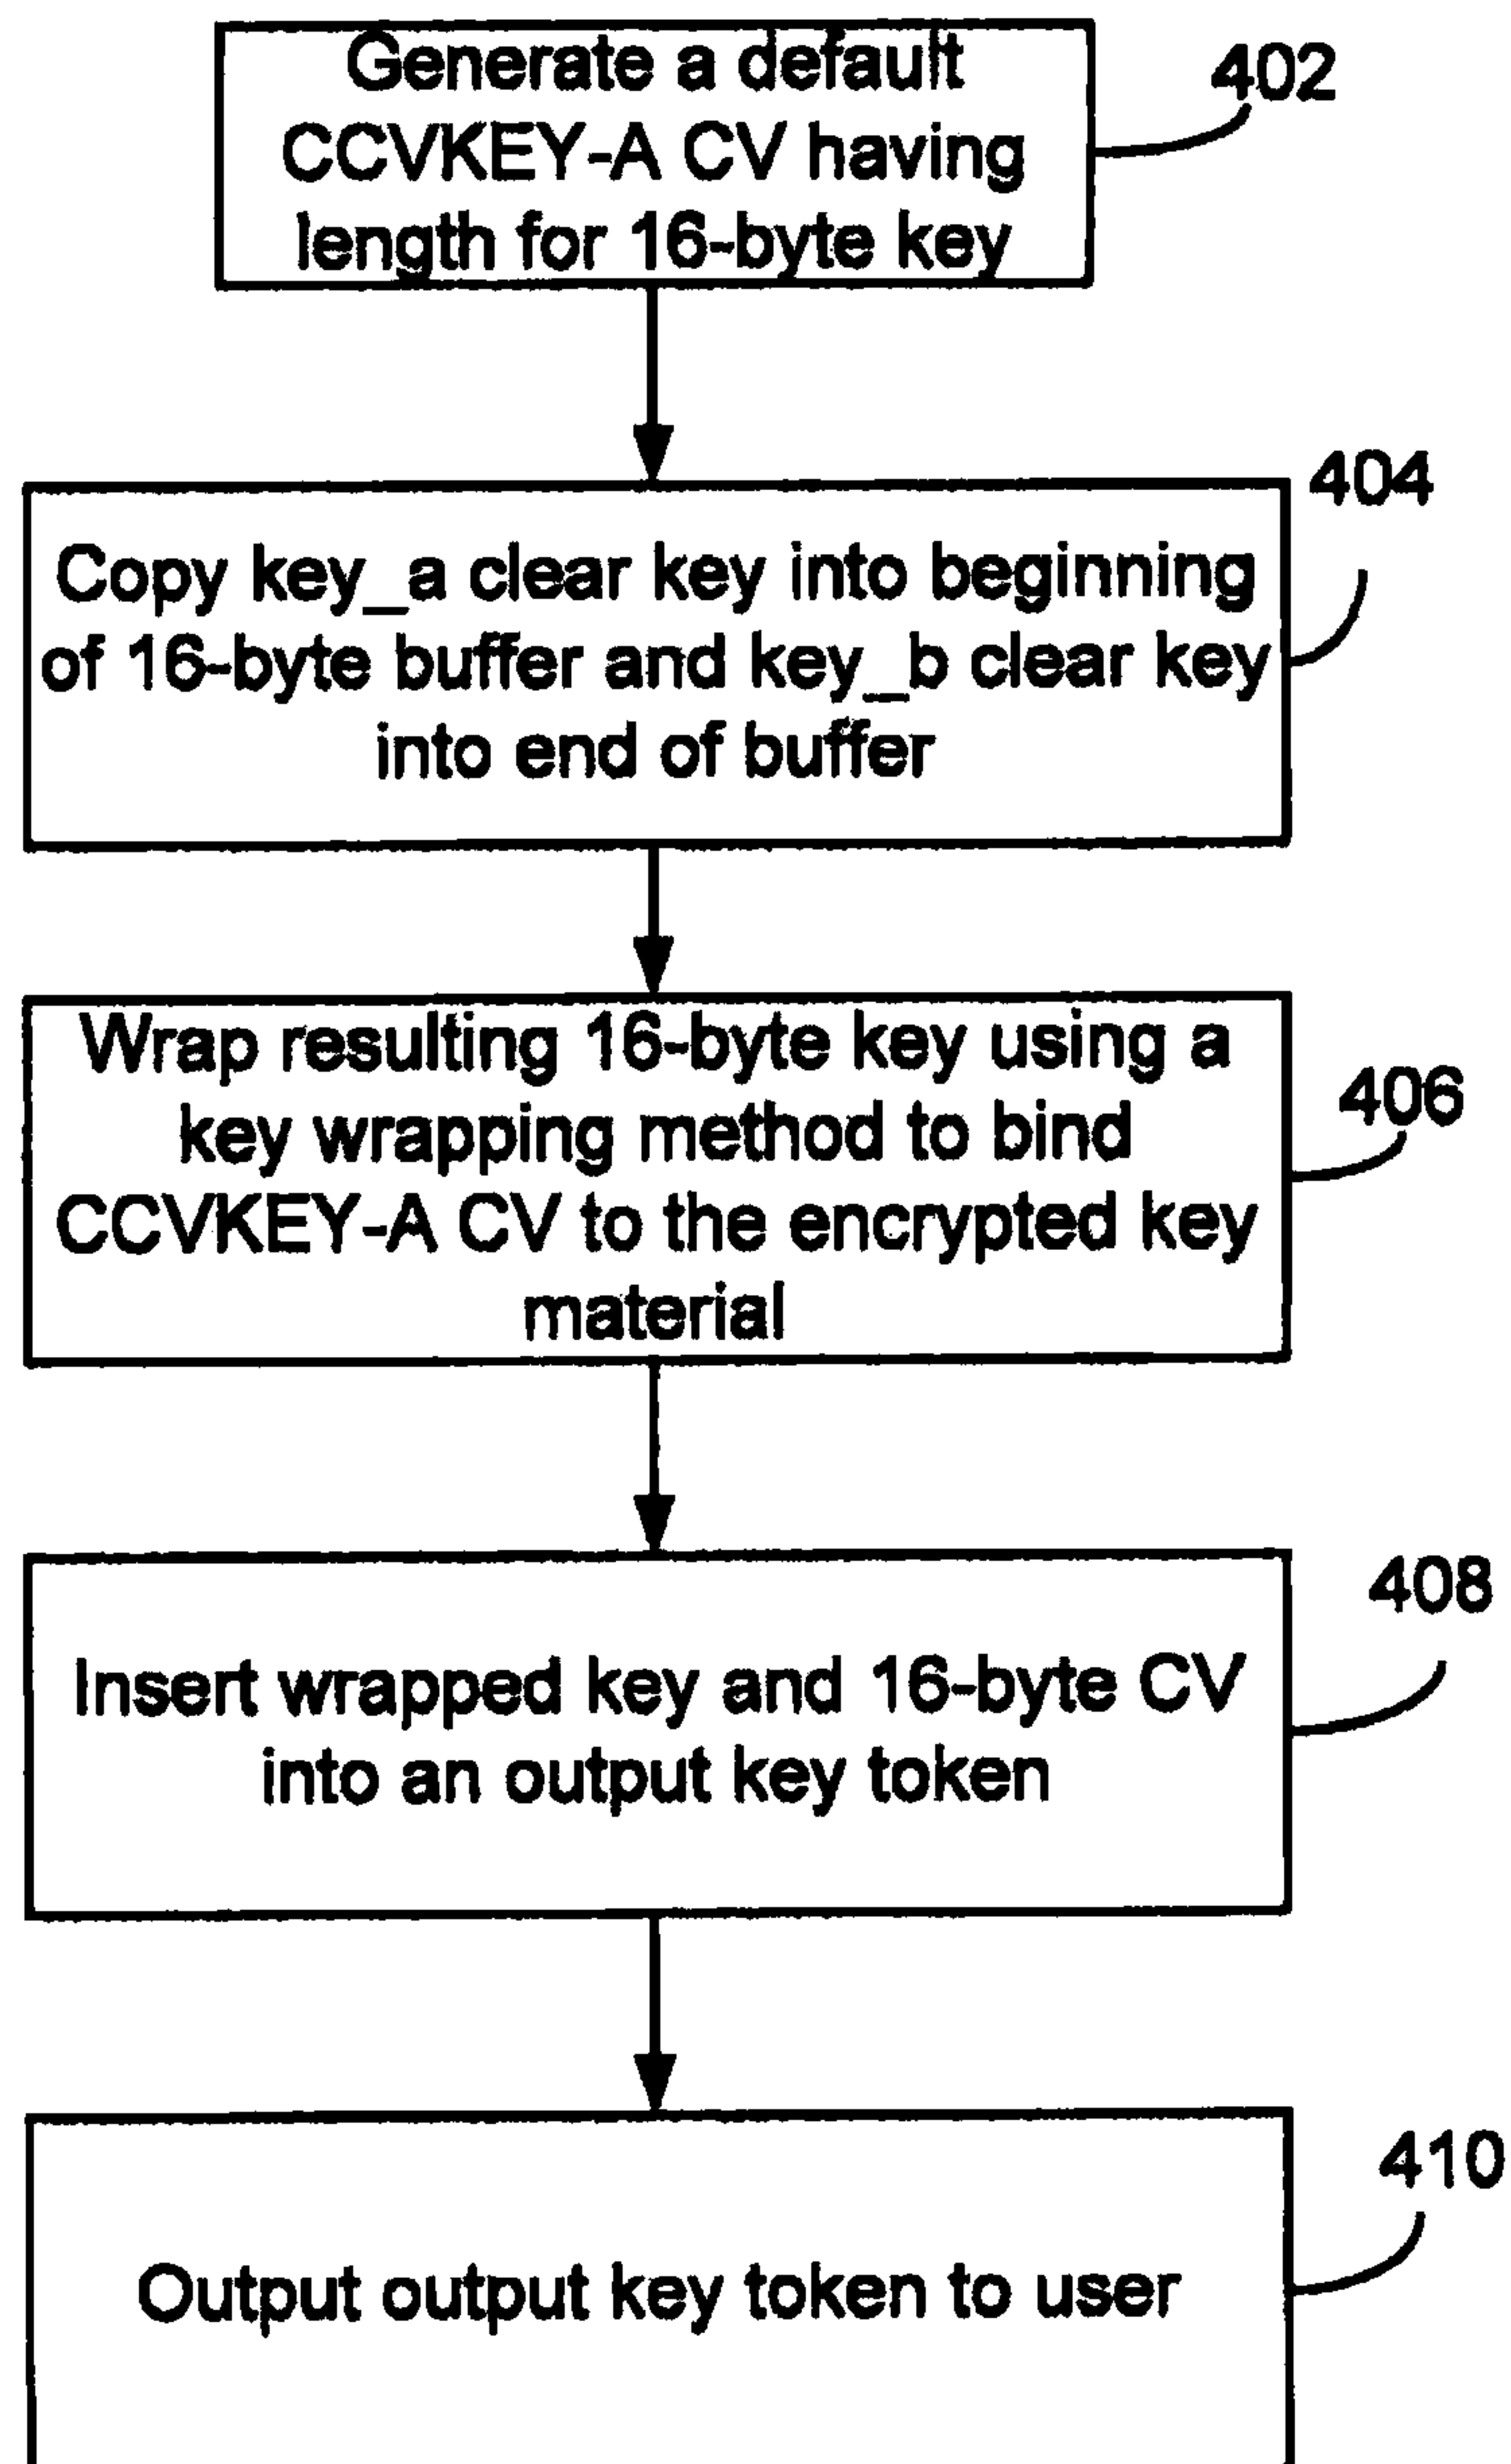 Generate a default
CCVKEY-A CV having
length for 16-byte key
402
404
Copy key_a clear key into beginning
of 16-byte buffer and key_b clear key
into end of buffer
Wrap resulting 16-byte key using a
key wrapping method to bind
CCVKEY-A CV to the encrypted key
material
406
408
Insert wrapped key and 16-byte CV
into an output key token
410
Output output key token to user